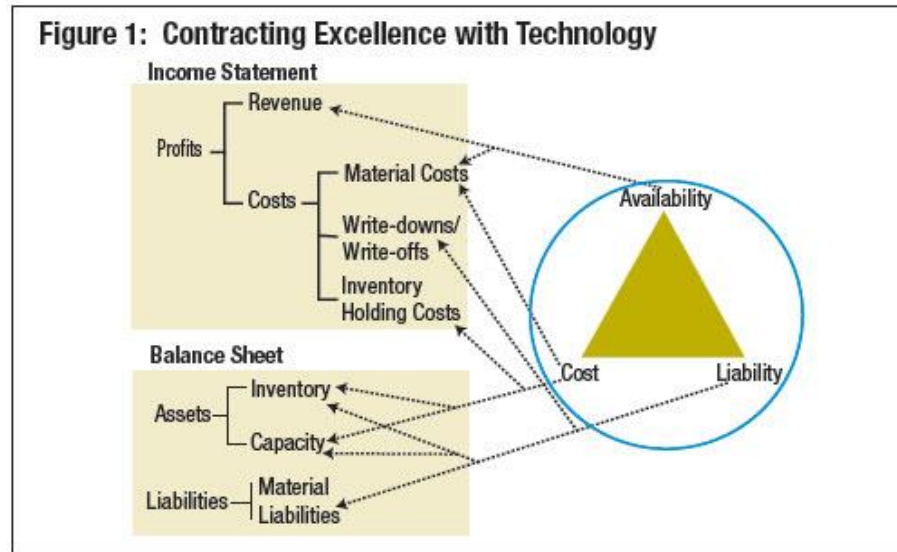 Figure 1: Contracting Excellence with Technology
Income Statement
Revenue
Profits
Costs
Material Costs
Write-downs/
Write-offs
Inventory
Holding Costs
Availability
Cost
Liability
Balance Sheet
Inventory
Assets
Capacity
Liabilities
Material
Liabilities